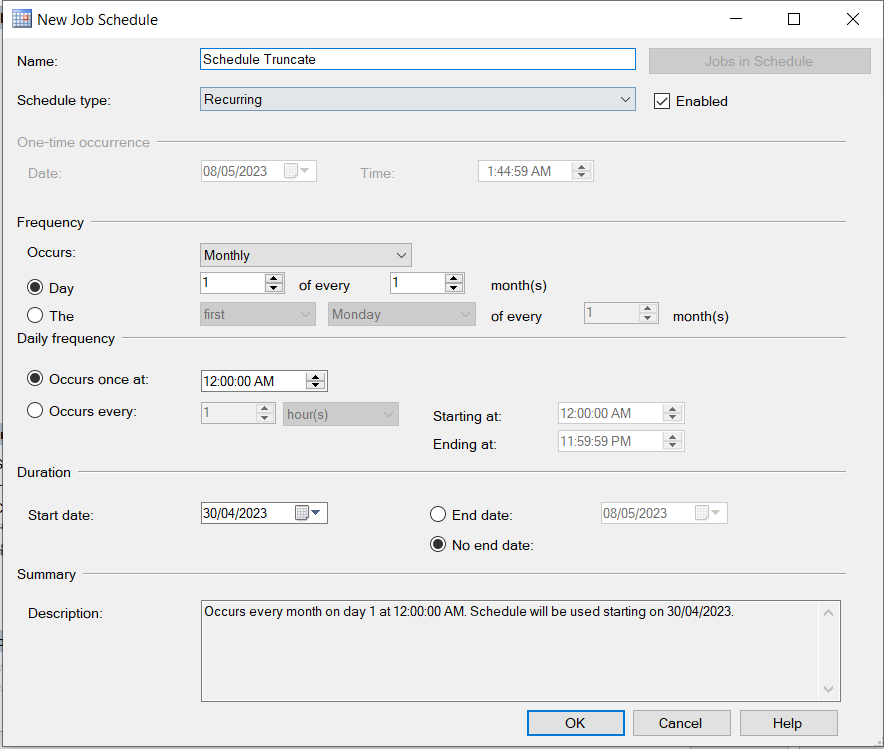 New Job Schedule
Name: Schedule Truncate Jobs in Schedule
Schedule type: Recurring Enabled
One-time occurrence
Date: 08/05/2023 Time: 1:44:59 AM
Frequency
Occurs: Monthly
Day 1 of every 1 month(s)
The first Monday of every 1 month(s)
Daily frequency
Occurs once at: 12:00:00 AM
Occurs every: 1 hour(s) Starting at: 12:00:00 AM
Ending at: 11:59:59 PM
Duration
Start date: 30/04/2023 End date: 08/05/2023
No end date:
Summary
Description: Occurs every month on day 1 at 12:00:00 AM. Schedule will be used starting on 30/04/2023.
OK Cancel Help